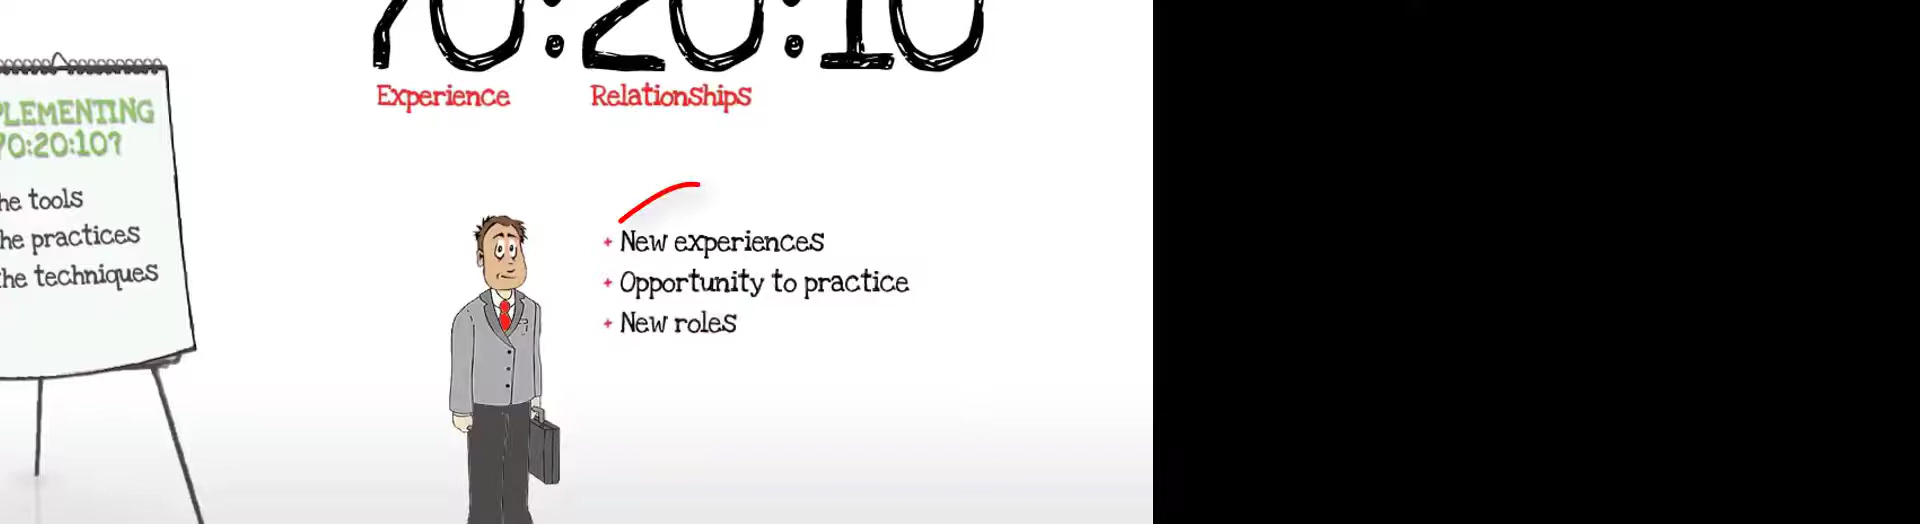 70:20:10
Experience
Relationships
PLEMENTING
70:20:10?
he tools
he practices
the techniques
+ New experiences
+ Opportunity to practice
+ New roles